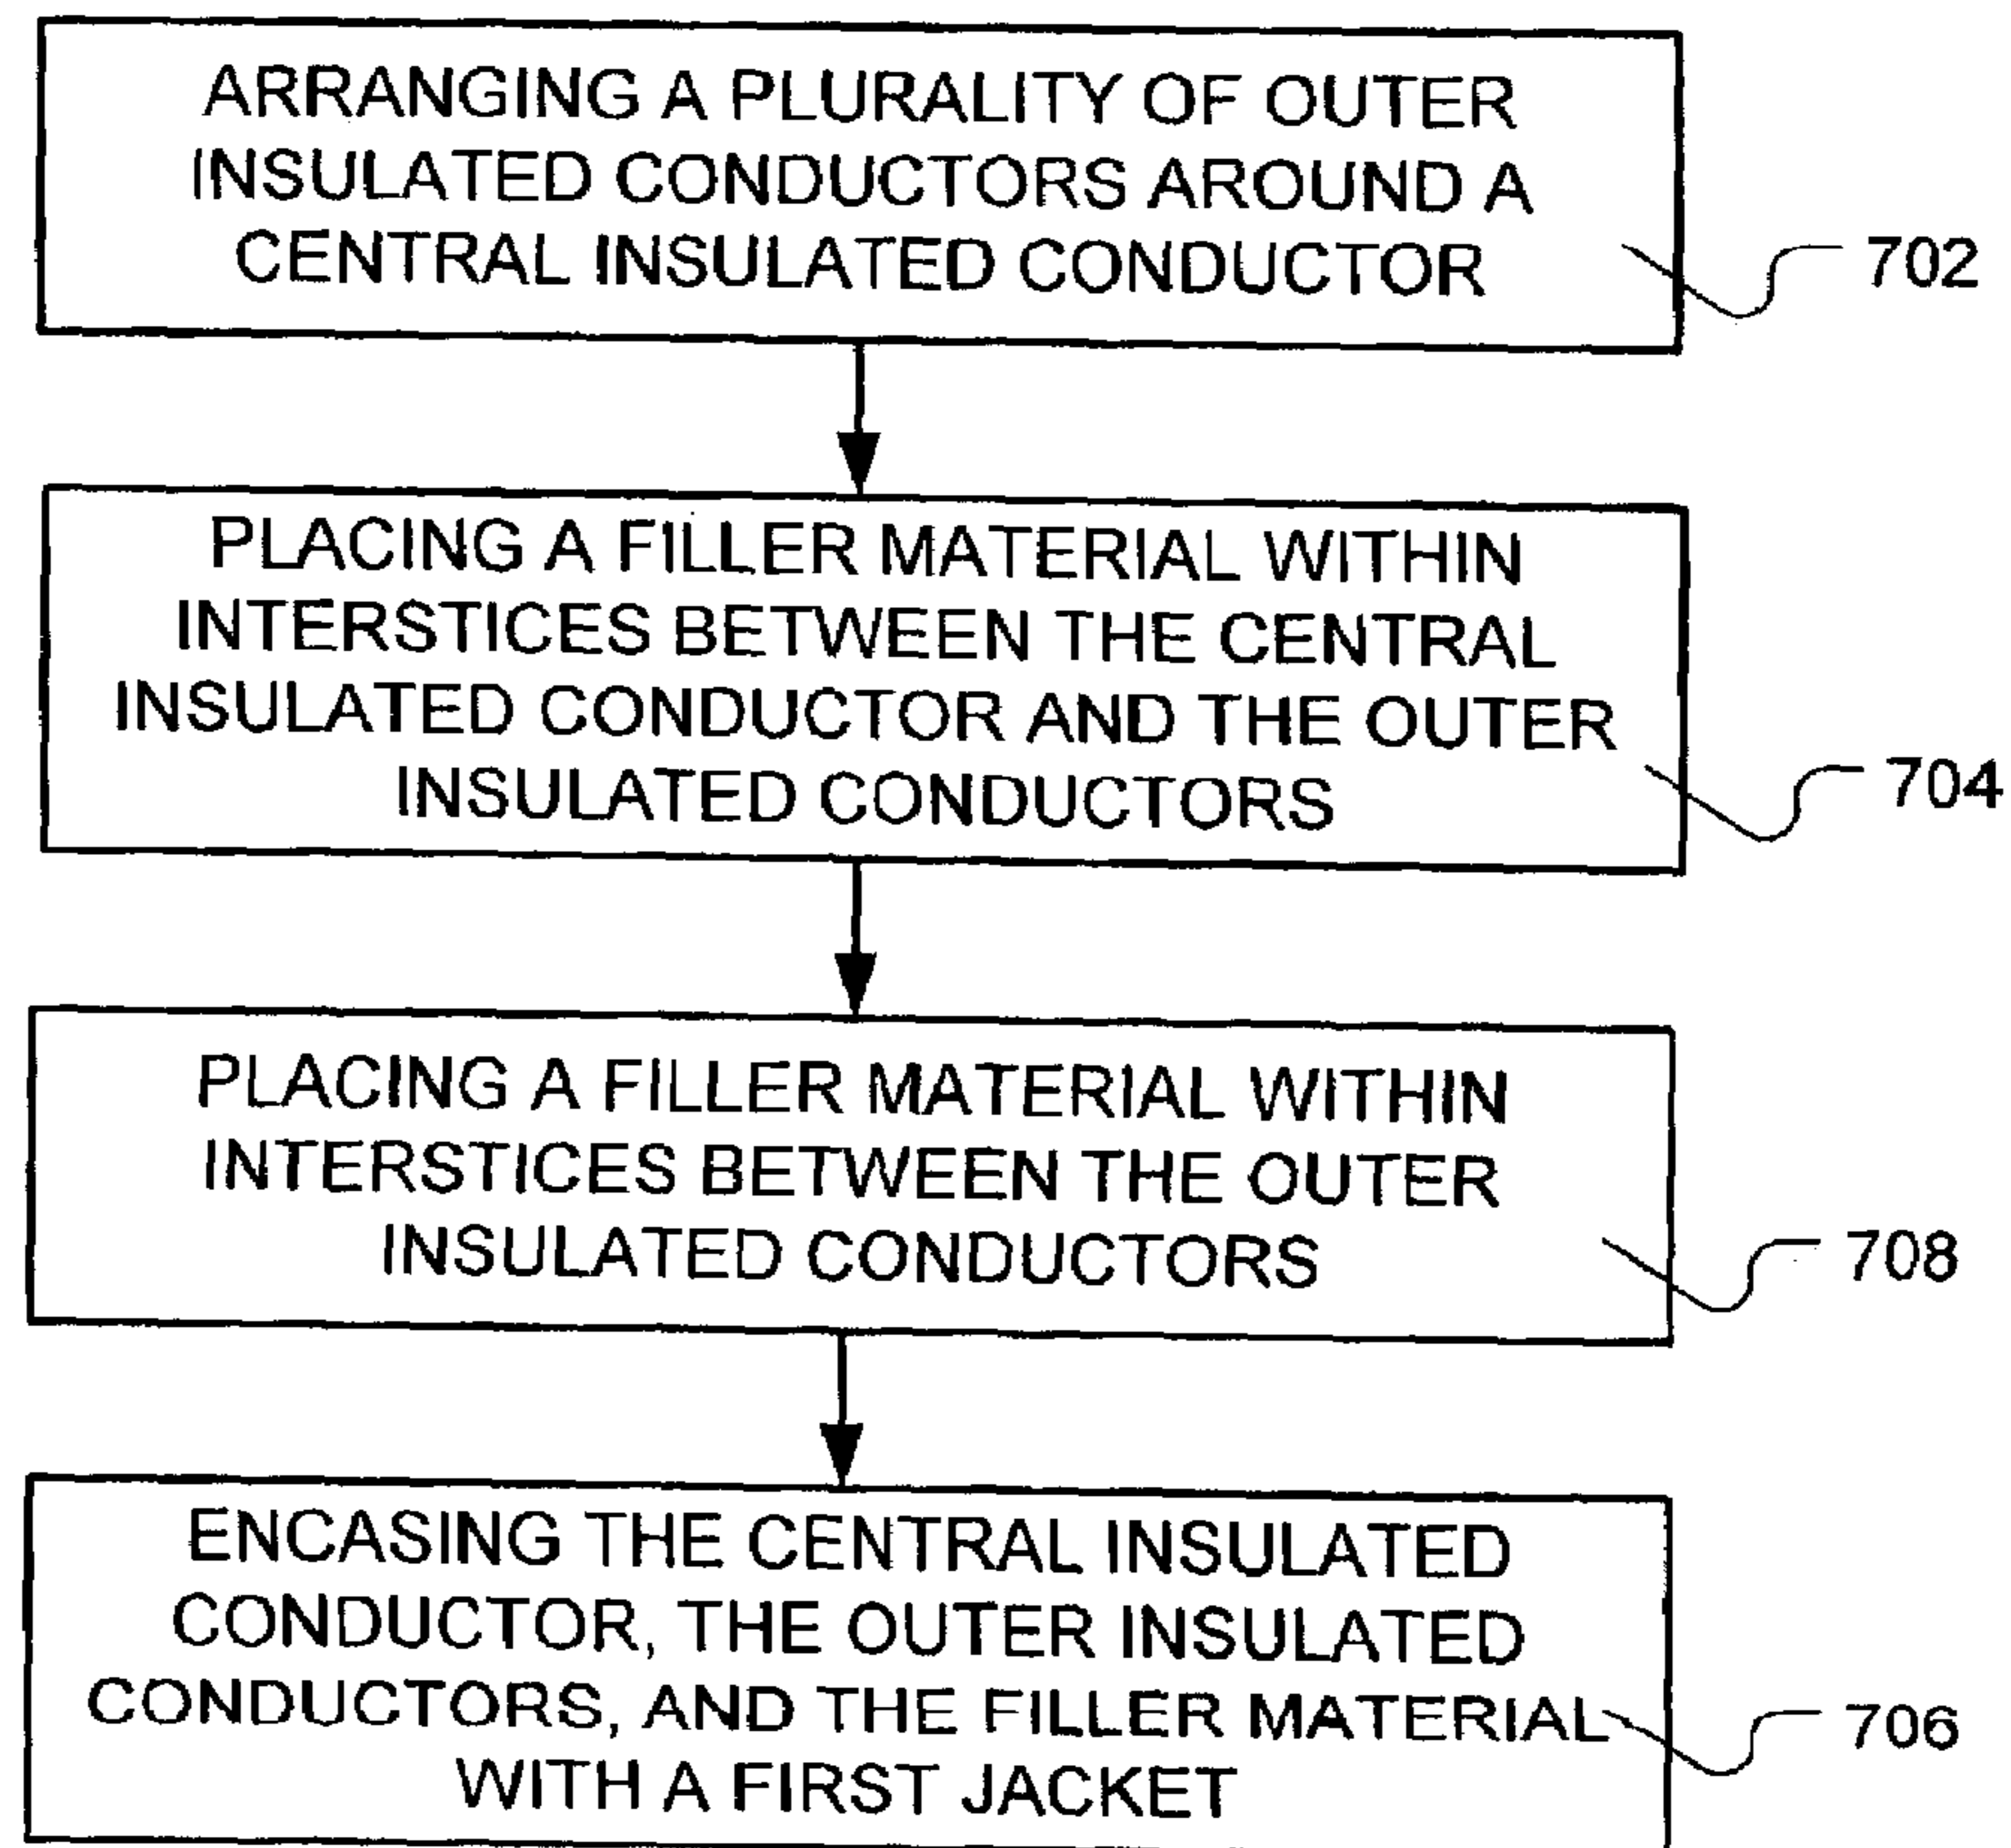 ARRANGING A PLURALITY OF OUTER
INSULATED CONDUCTORS AROUND A
CENTRAL INSULATED CONDUCTOR
702
PLACING A FILLER MATERIAL WITHIN
INTERSTICES BETWEEN THE CENTRAL
INSULATED CONDUCTOR AND THE OUTER
INSULATED CONDUCTORS
704
PLACING A FILLER MATERIAL WITHIN
INTERSTICES BETWEEN THE OUTER
INSULATED CONDUCTORS
708
ENCASING THE CENTRAL INSULATED
CONDUCTOR, THE OUTER INSULATED
CONDUCTORS, AND THE FILLER MATERIAL
WITH A FIRST JACKET
706